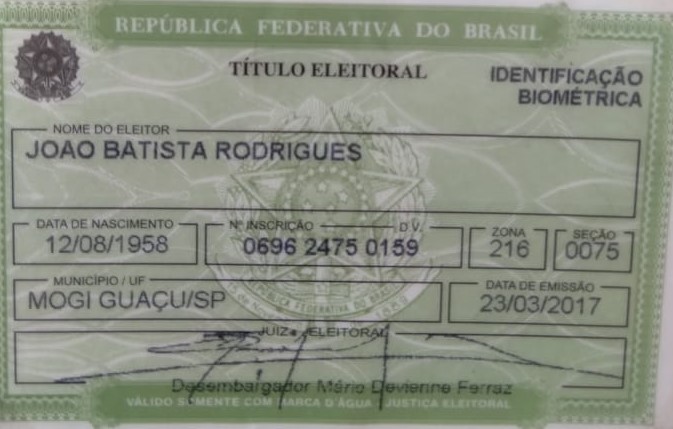 REPÚBLICA FEDERATIVA DO BRASIL
TÍTULO ELEITORAL
IDENTIFICAÇÃO
BIOMÉTRICA
NOME DO ELEITOR
JOAO BATISTA RODRIGUES
DATA DE NASCIMENTO Nº INSCRIÇÃO D.V. ZONA SEÇÃO
12/08/1958 0696 2475 0159 216 0075
MUNICÍPIO / UF DATA DE EMISSÃO
MOGI GUAÇU/SP 23/03/2017
JUIZ ELEITORAL
Desembargador Mário Devienne Ferraz
VÁLIDO SOMENTE COM MARCA D'ÁGUA - JUSTIÇA ELEITORAL